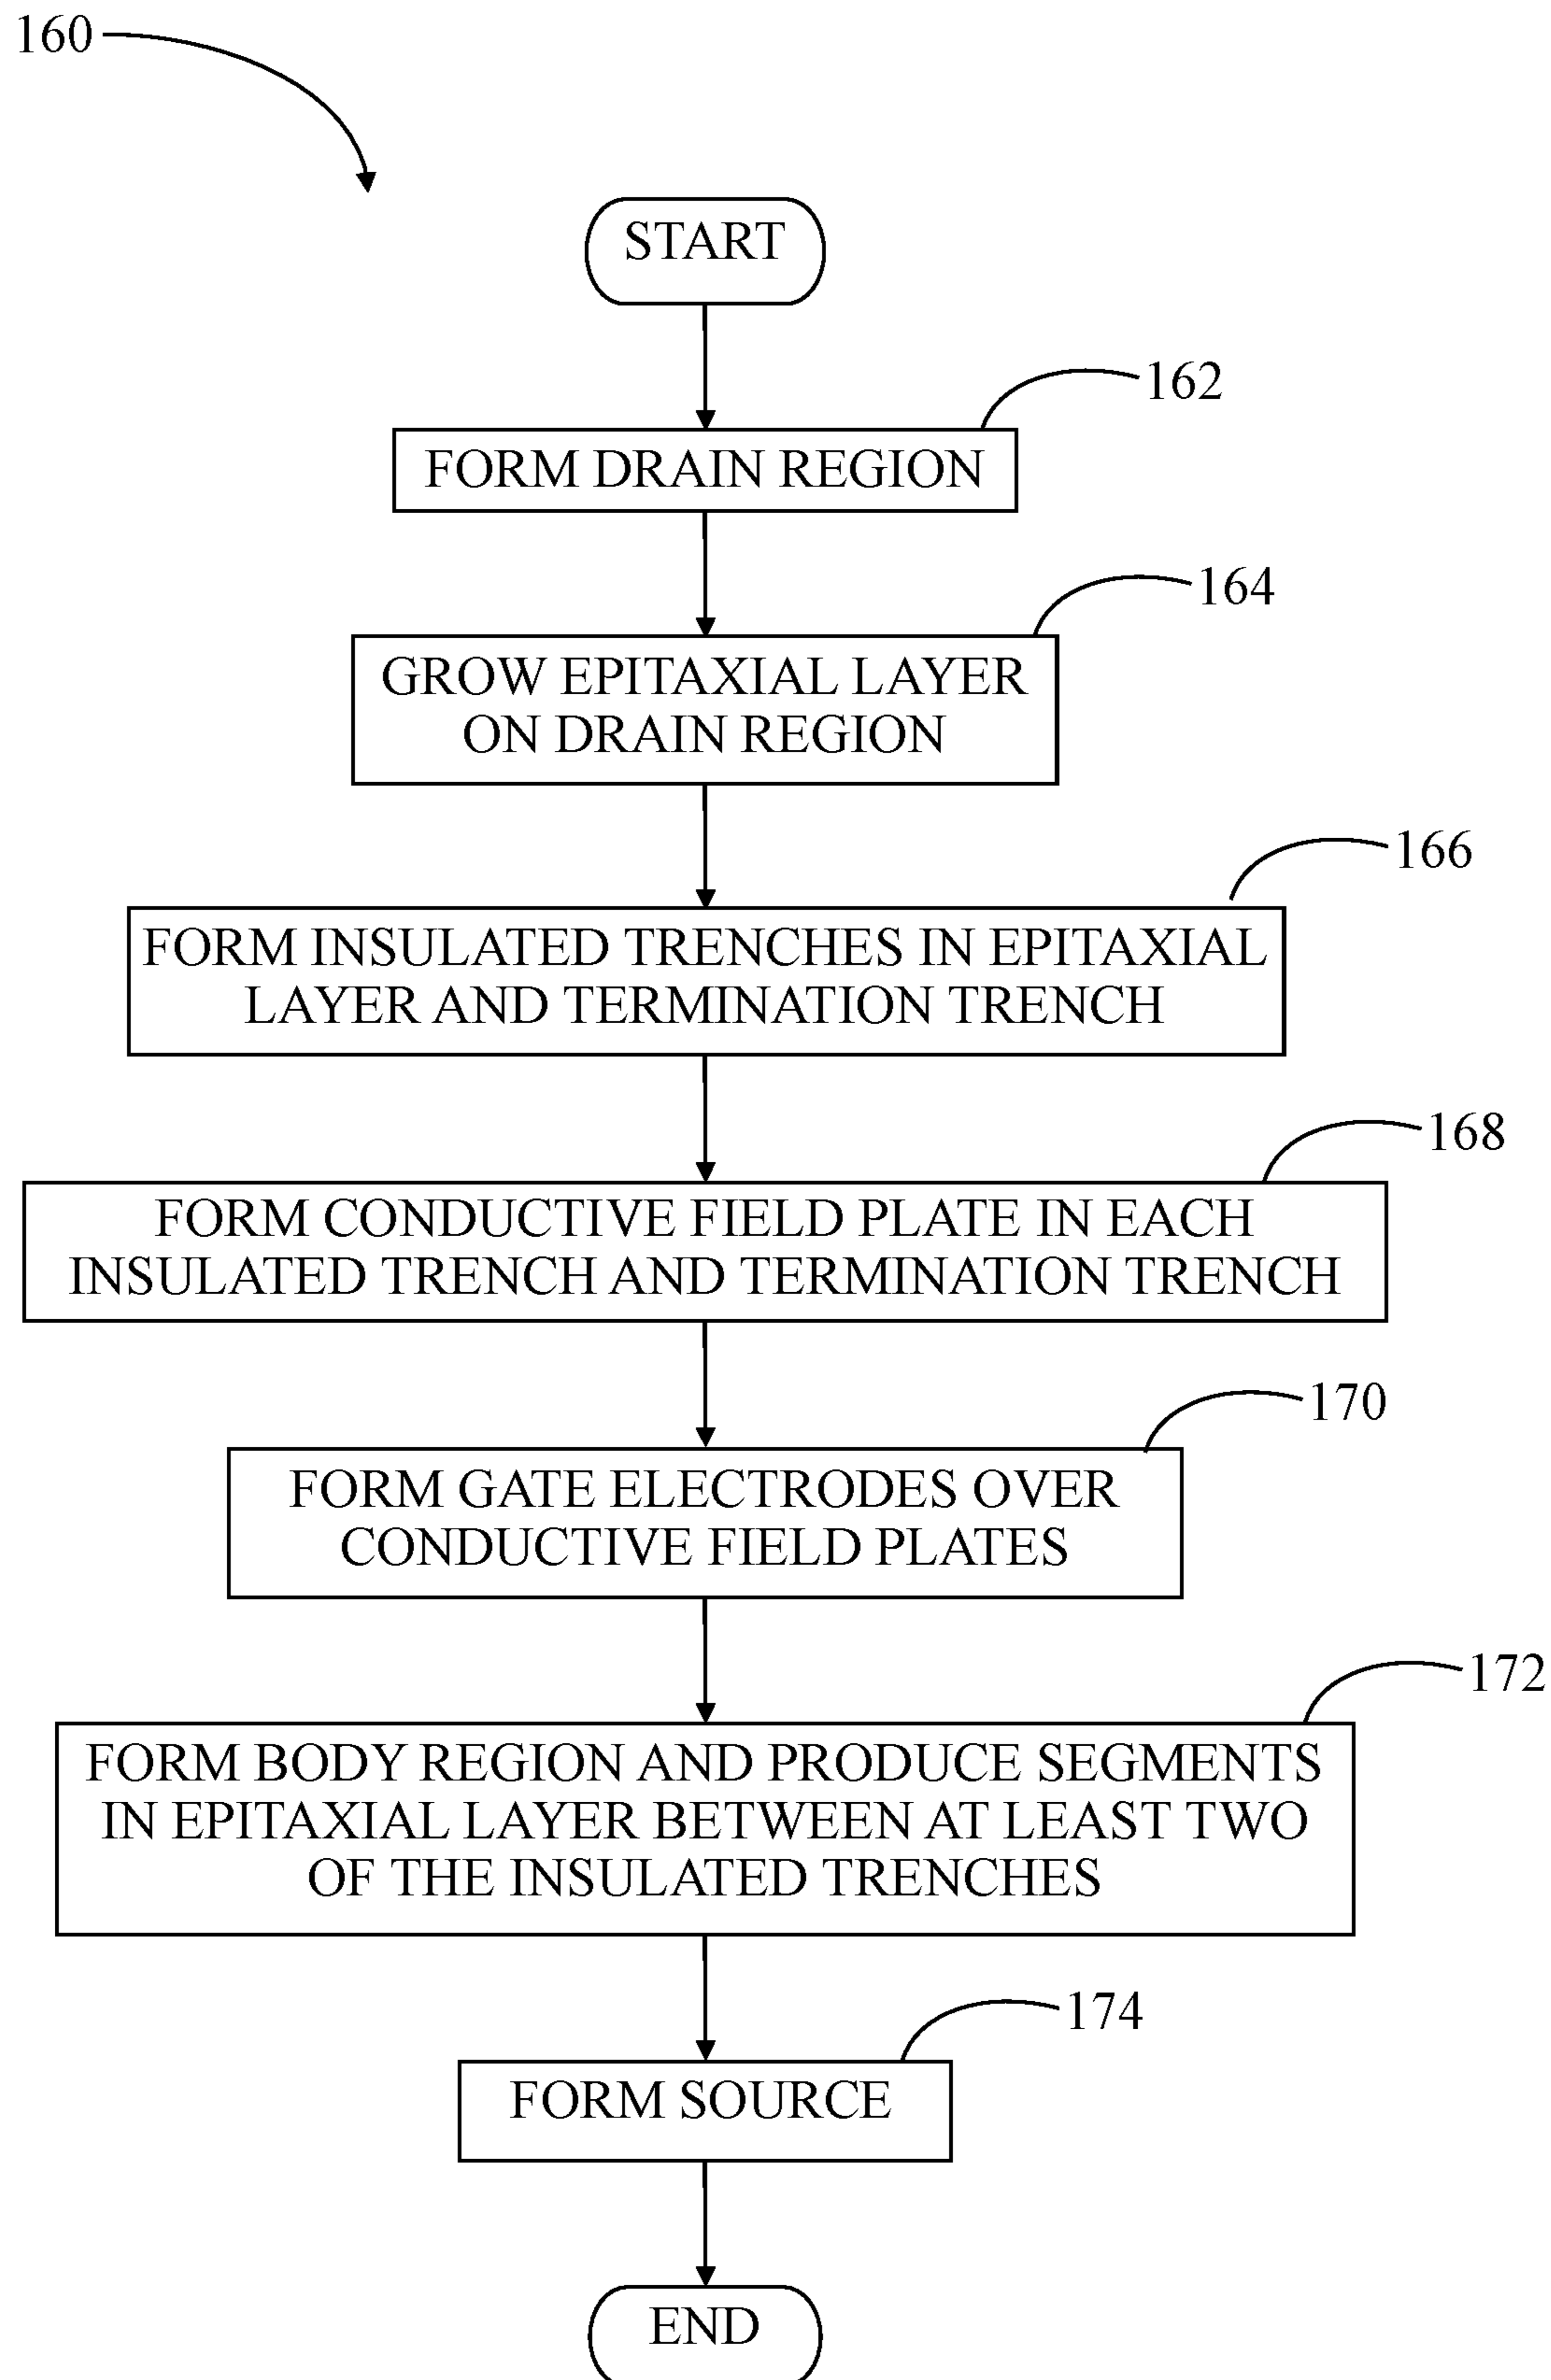 160
START
162
FORM DRAIN REGION
164
GROW EPITAXIAL LAYER
ON DRAIN REGION
166
FORM INSULATED TRENCHES IN EPITAXIAL
LAYER AND TERMINATION TRENCH
168
FORM CONDUCTIVE FIELD PLATE IN EACH
INSULATED TRENCH AND TERMINATION TRENCH
170
FORM GATE ELECTRODES OVER
CONDUCTIVE FIELD PLATES
172
FORM BODY REGION AND PRODUCE SEGMENTS
IN EPITAXIAL LAYER BETWEEN AT LEAST TWO
OF THE INSULATED TRENCHES
174
FORM SOURCE
END